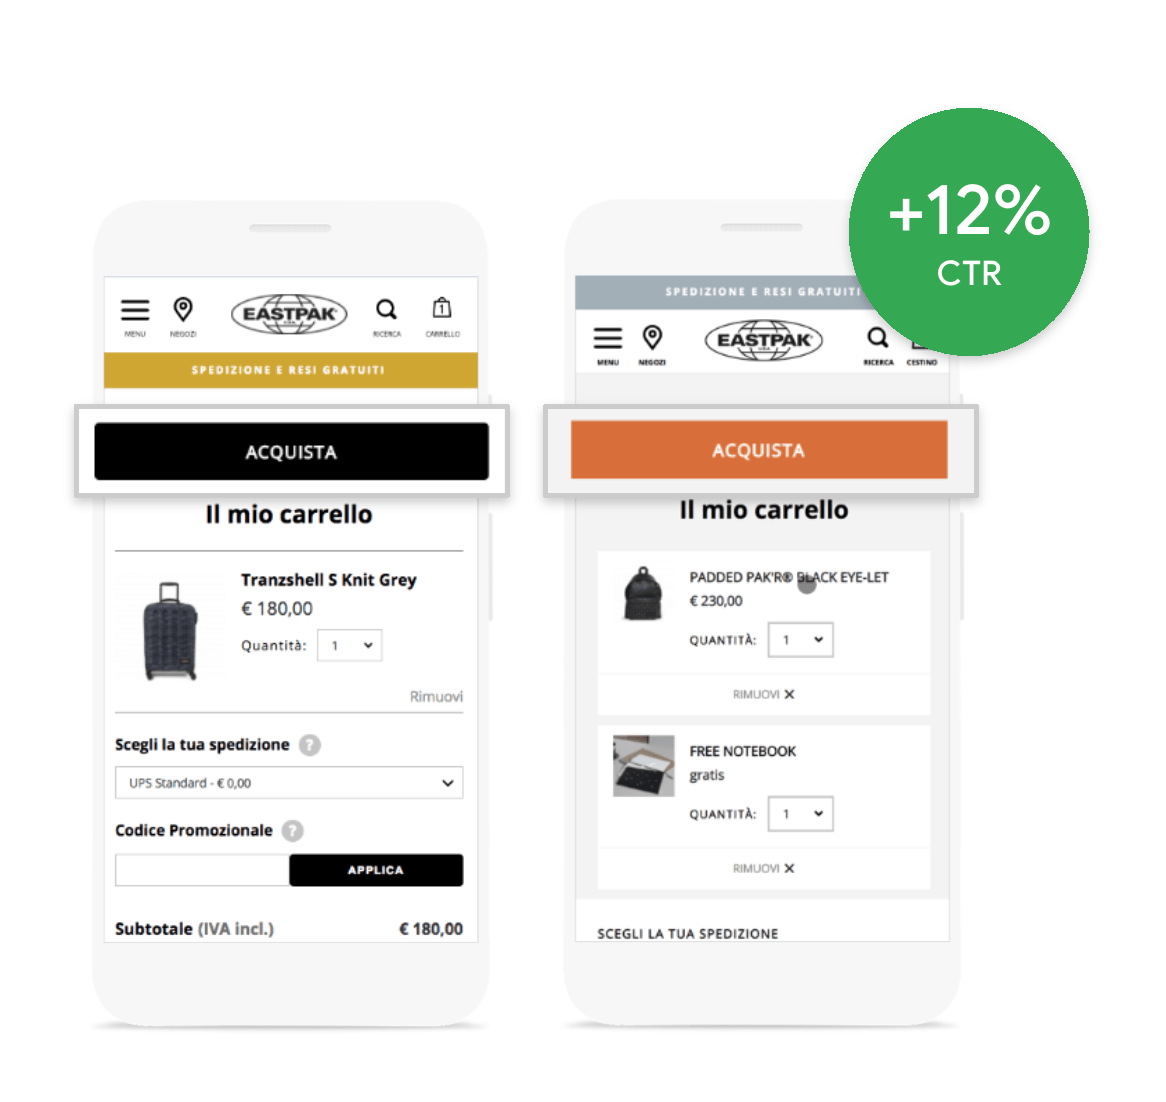 +12%
CTR
MENU
NEGOZI
EASTPAK
U.S.A.
RICERCA
1
CARRELLO
SPEDIZIONE E RESI GRATUITI
ACQUISTA
Il mio carrello
Tranzshell S Knit Grey
€ 180,00
Quantità: 1
Rimuovi
Scegli la tua spedizione ?
UPS Standard - € 0,00
Codice Promozionale ?
APPLICA
Subtotale (IVA incl.) € 180,00
SPEDIZIONE E RESI GRATUITI
MENU
NEGOZI
EASTPAK
U.S.A.
RICERCA
CESTINO
ACQUISTA
Il mio carrello
PADDED PAK'R® BLACK EYE-LET
€ 230,00
QUANTITÀ: 1
RIMUOVI ✕
FREE NOTEBOOK
gratis
QUANTITÀ: 1
RIMUOVI ✕
SCEGLI LA TUA SPEDIZIONE